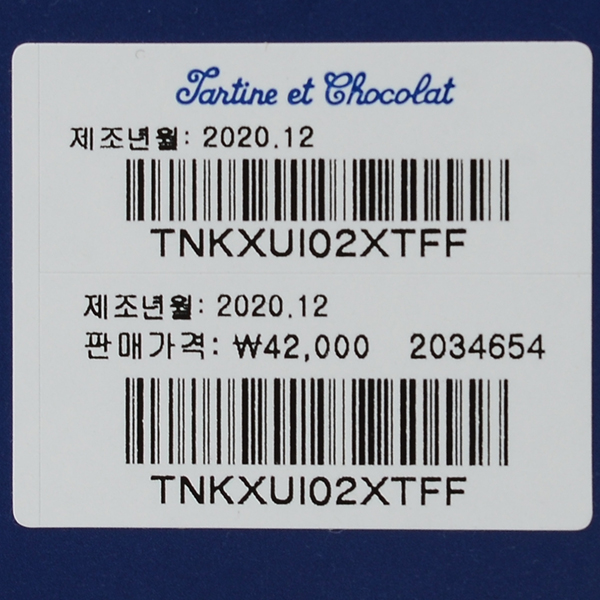 Tartine et Chocolat
제조년월: 2020.12
TNKXUI02XTFF
제조년월: 2020.12
판매가격: ₩42,000 2034654
TNKXUI02XTFF